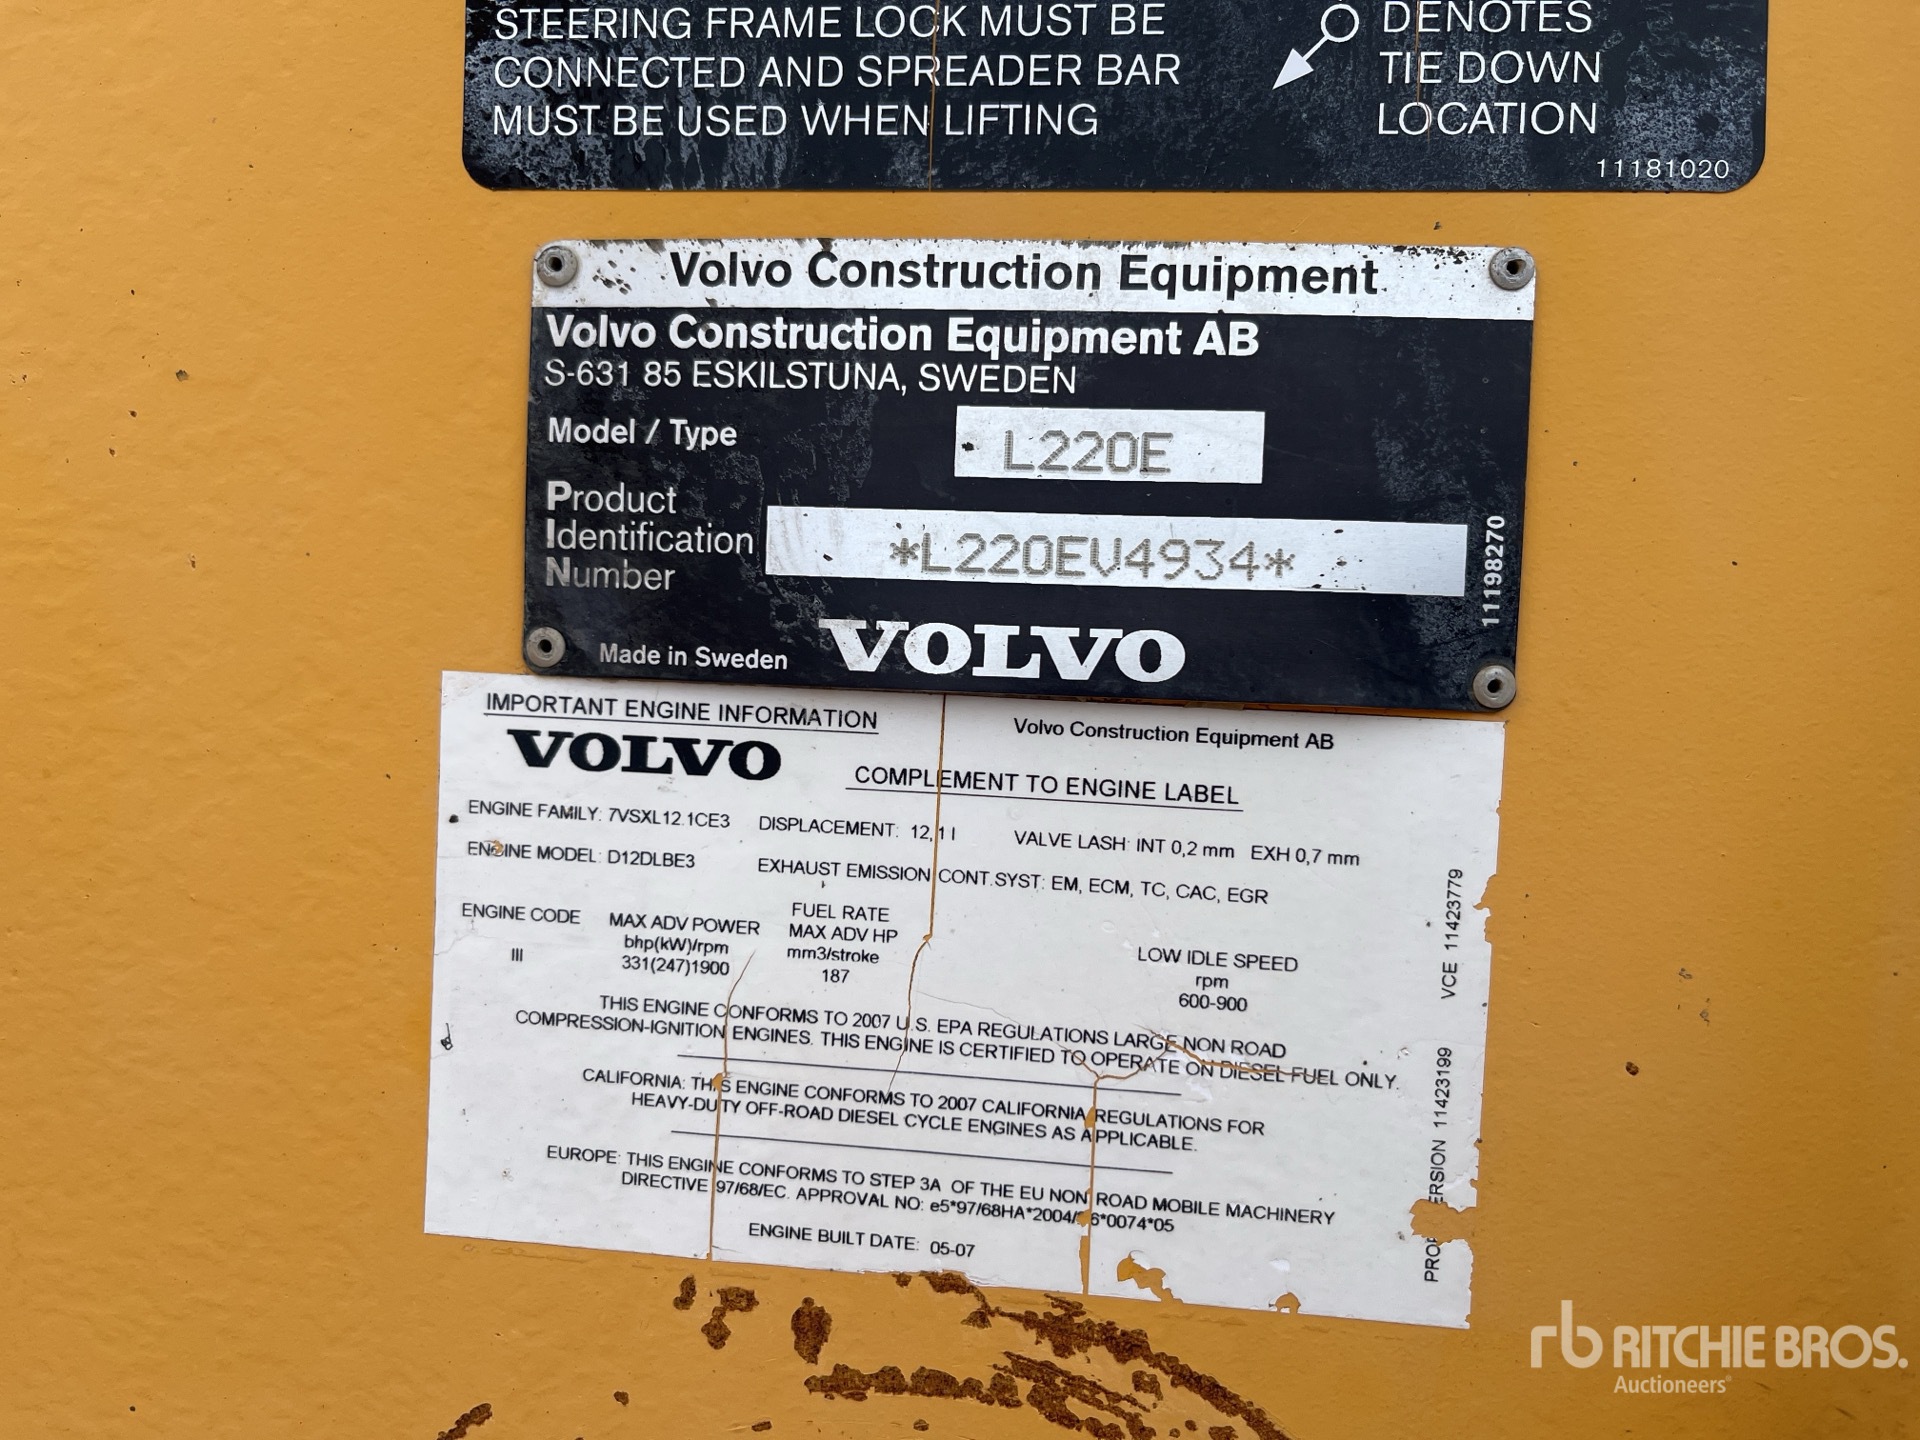 STEERING FRAME LOCK MUST BE
CONNECTED AND SPREADER BAR
MUST BE USED WHEN LIFTING
DENOTES
TIE DOWN
LOCATION
11181020
Volvo Construction Equipment
Volvo Construction Equipment AB
S-631 85 ESKILSTUNA, SWEDEN
Model / Type
L220E
Product
Identification
Number
*L220EV4934*
11198270
Made in Sweden
VOLVO
IMPORTANT ENGINE INFORMATION
Volvo Construction Equipment AB
VOLVO
COMPLEMENT TO ENGINE LABEL
ENGINE FAMILY: 7VSXL12.1CE3 DISPLACEMENT: 12,1 l VALVE LASH: INT 0,2 mm EXH 0,7 mm
ENGINE MODEL: D12DLBE3 EXHAUST EMISSION CONT.SYST: EM, ECM, TC, CAC, EGR
ENGINE CODE
III
MAX ADV POWER
bhp(kW)/rpm
331(247)1900
FUEL RATE
MAX ADV HP
mm3/stroke
187
LOW IDLE SPEED
rpm
600-900
THIS ENGINE CONFORMS TO 2007 U.S. EPA REGULATIONS LARGE NON ROAD
COMPRESSION-IGNITION ENGINES. THIS ENGINE IS CERTIFIED TO OPERATE ON DIESEL FUEL ONLY.
CALIFORNIA: THIS ENGINE CONFORMS TO 2007 CALIFORNIA REGULATIONS FOR
HEAVY-DUTY OFF-ROAD DIESEL CYCLE ENGINES AS APPLICABLE.
EUROPE: THIS ENGINE CONFORMS TO STEP 3A OF THE EU NON ROAD MOBILE MACHINERY
DIRECTIVE 97/68/EC. APPROVAL NO: e5*97/68HA*2004/ 6*0074*05
ENGINE BUILT DATE: 05-07
11423199 VCE 11423779
rb RITCHIE BROS.
Auctioneers